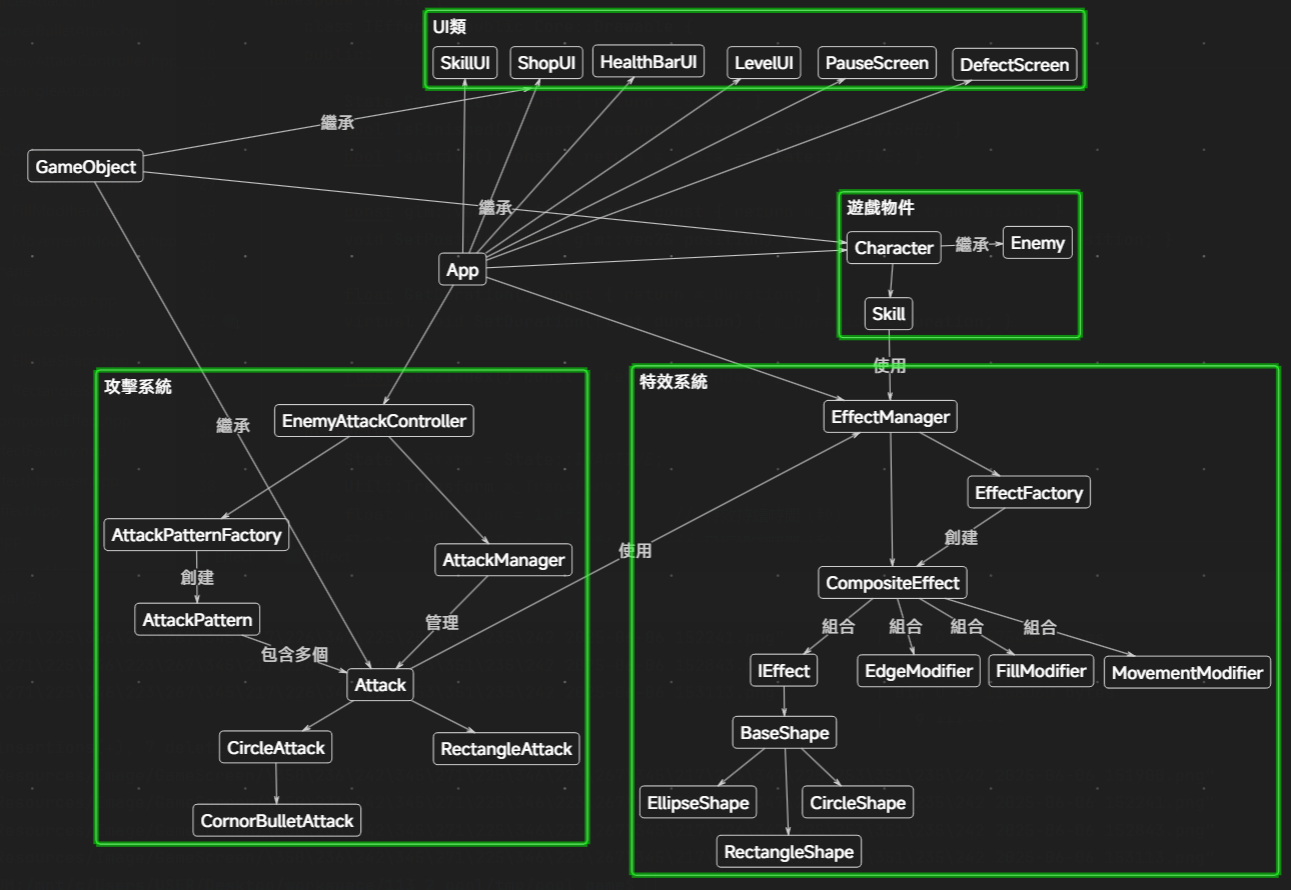 UI類
SkillUI
ShopUI
HealthBarUI
LevelUI
PauseScreen
DefectScreen
繼承
GameObject
繼承
遊戲物件
Character
繼承
Enemy
App
Skill
使用
攻擊系統
特效系統
繼承
EnemyAttackController
EffectManager
EffectFactory
AttackPatternFactory
創建
使用
AttackManager
創建
CompositeEffect
AttackPattern
管理
組合
組合
組合
組合
包含多個
IEffect
EdgeModifier
FillModifier
MovementModifier
Attack
BaseShape
CircleAttack
RectangleAttack
EllipseShape
CircleShape
CornorBulletAttack
RectangleShape